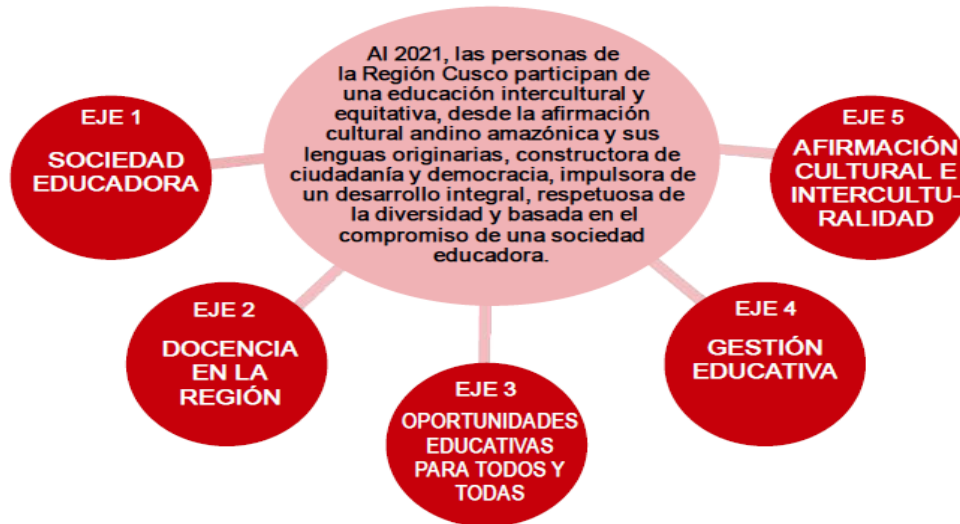 Al 2021, las personas de
la Región Cusco participan de
una educación intercultural y
equitativa, desde la afirmación
cultural andino amazónica y sus
lenguas originarias, constructora de
ciudadanía y democracia, impulsora de
un desarrollo integral, respetuosa de
la diversidad y basada en el
compromiso de una sociedad
educadora.
EJE 1
SOCIEDAD
EDUCADORA
EJE 2
DOCENCIA
EN LA
REGIÓN
EJE 3
OPORTUNIDADES
EDUCATIVAS
PARA TODOS Y
TODAS
EJE 4
GESTIÓN
EDUCATIVA
EJE 5
AFIRMACIÓN
CULTURAL E
INTERCULTU-
RALIDAD